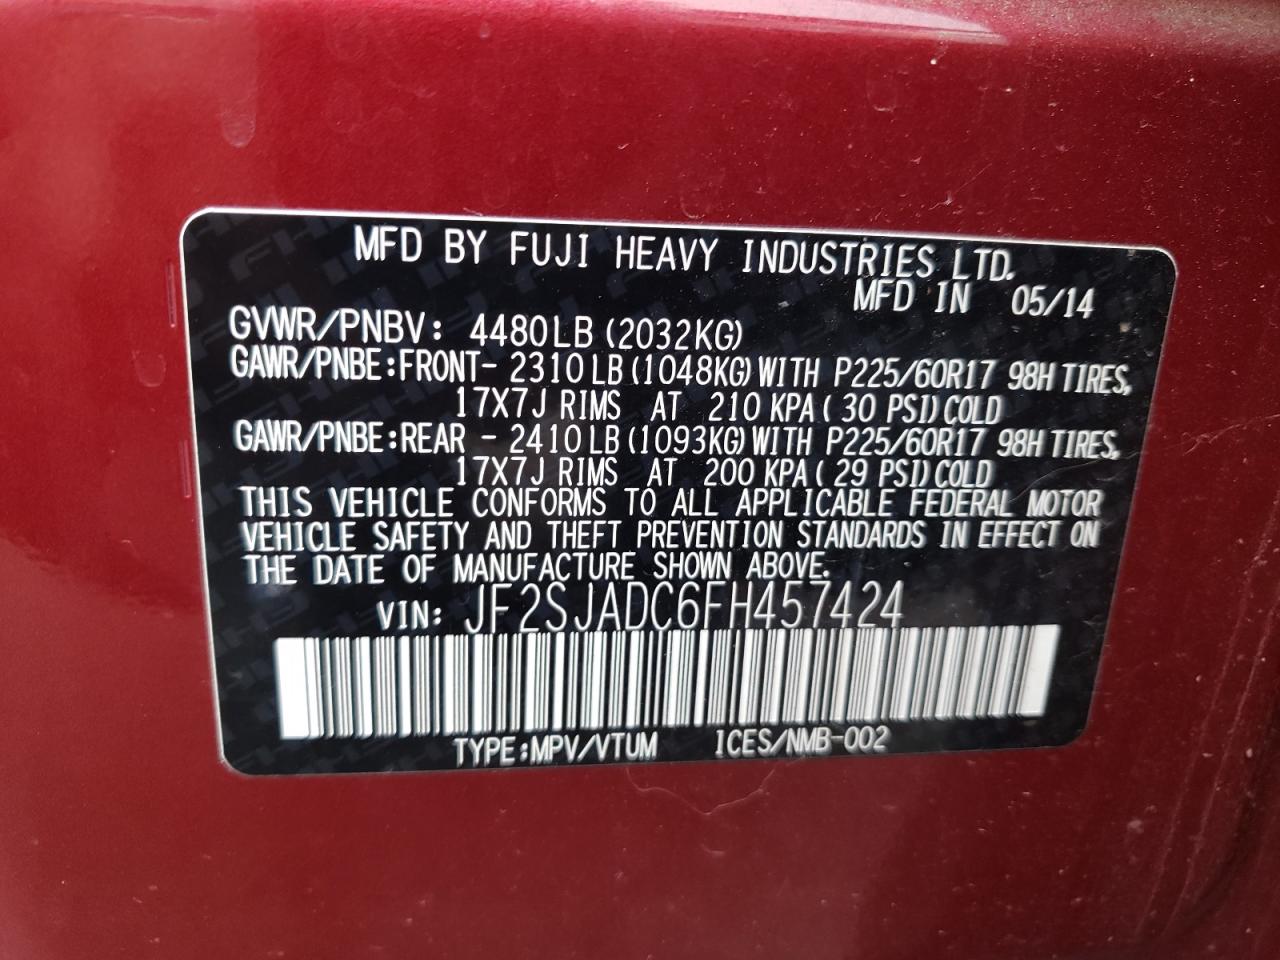 MFD BY FUJI HEAVY INDUSTRIES LTD.
MFD IN 05/14
GVWR/PNBV: 4480LB (2032KG)
GAWR/PNBE:FRONT- 2310 LB (1048KG) WITH P225/60R17 98H TIRES,
17X7J RIMS AT 210 KPA ( 30 PSI) COLD
GAWR/PNBE:REAR - 2410 LB (1093KG) WITH P225/60R17 98H TIRES,
17X7J RIMS AT 200 KPA ( 29 PSI) COLD
THIS VEHICLE CONFORMS TO ALL APPLICABLE FEDERAL MOTOR
VEHICLE SAFETY AND THEFT PREVENTION STANDARDS IN EFFECT ON
THE DATE OF MANUFACTURE SHOWN ABOVE.
VIN: JF2SJADC6FH457424
TYPE:MPV/VTUM ICES/NMB-002